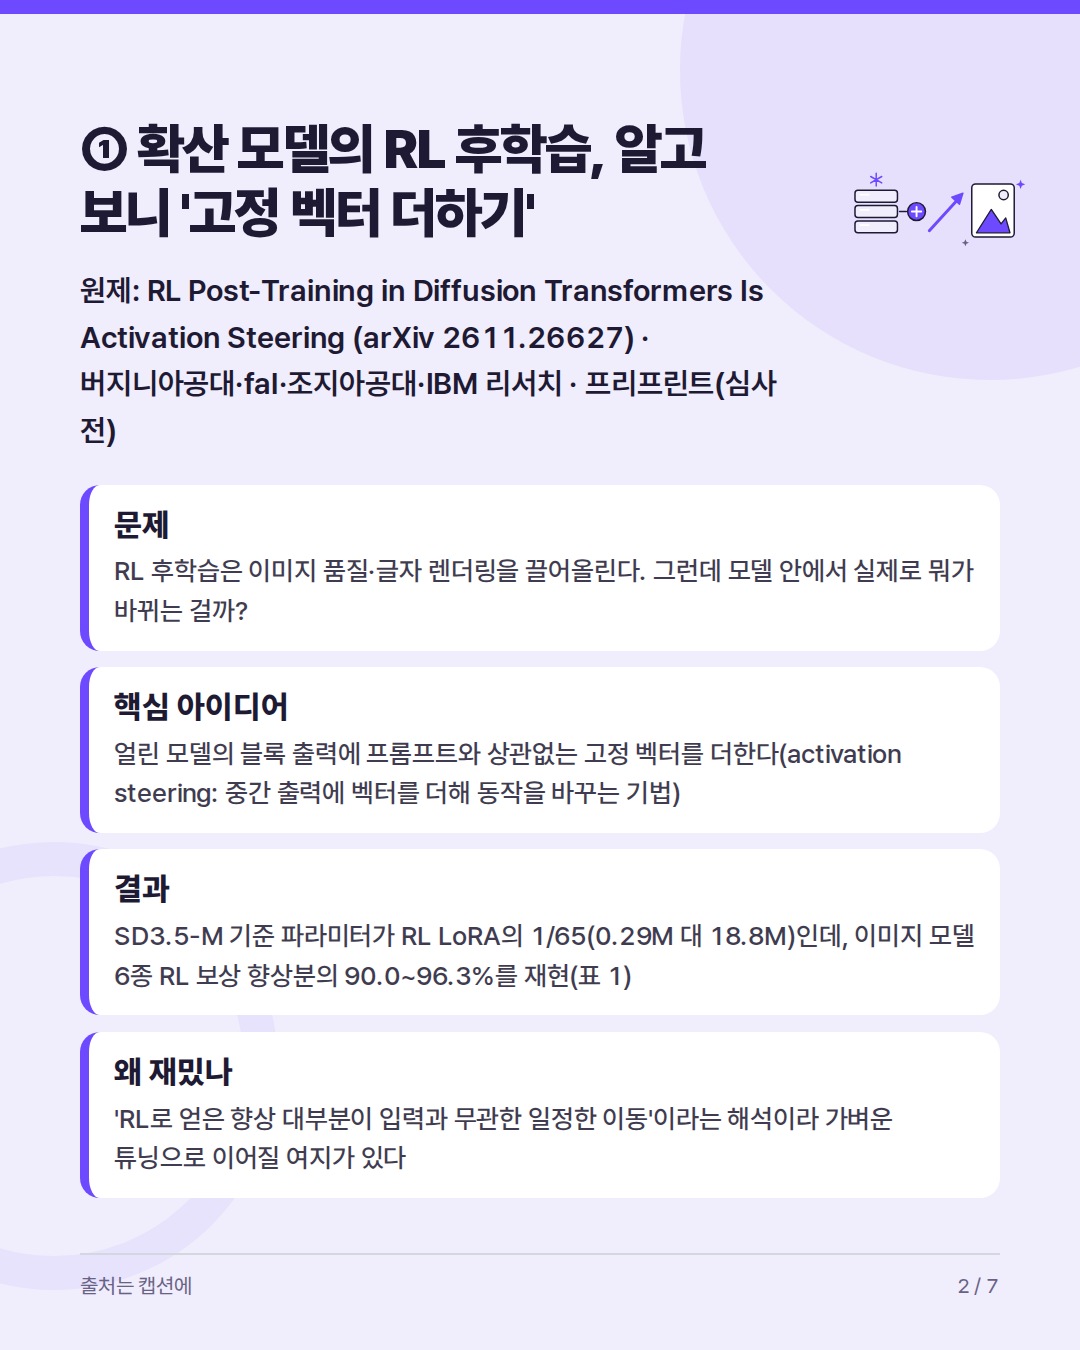 ① 확산 모델의 RL 후학습, 알고
보니 '고정 벡터 더하기'
원제: RL Post-Training in Diffusion Transformers Is
Activation Steering (arXiv 2611.26627) ·
버지니아공대·fal·조지아공대·IBM 리서치 · 프리프린트(심사
전)
문제
RL 후학습은 이미지 품질·글자 렌더링을 끌어올린다. 그런데 모델 안에서 실제로 뭐가
바뀌는 걸까?
핵심 아이디어
얼린 모델의 블록 출력에 프롬프트와 상관없는 고정 벡터를 더한다(activation
steering: 중간 출력에 벡터를 더해 동작을 바꾸는 기법)
결과
SD3.5-M 기준 파라미터가 RL LoRA의 1/65(0.29M 대 18.8M)인데, 이미지 모델
6종 RL 보상 향상분의 90.0~96.3%를 재현(표 1)
왜 재밌나
'RL로 얻은 향상 대부분이 입력과 무관한 일정한 이동'이라는 해석이라 가벼운
튜닝으로 이어질 여지가 있다
출처는 캡션에
2 / 7